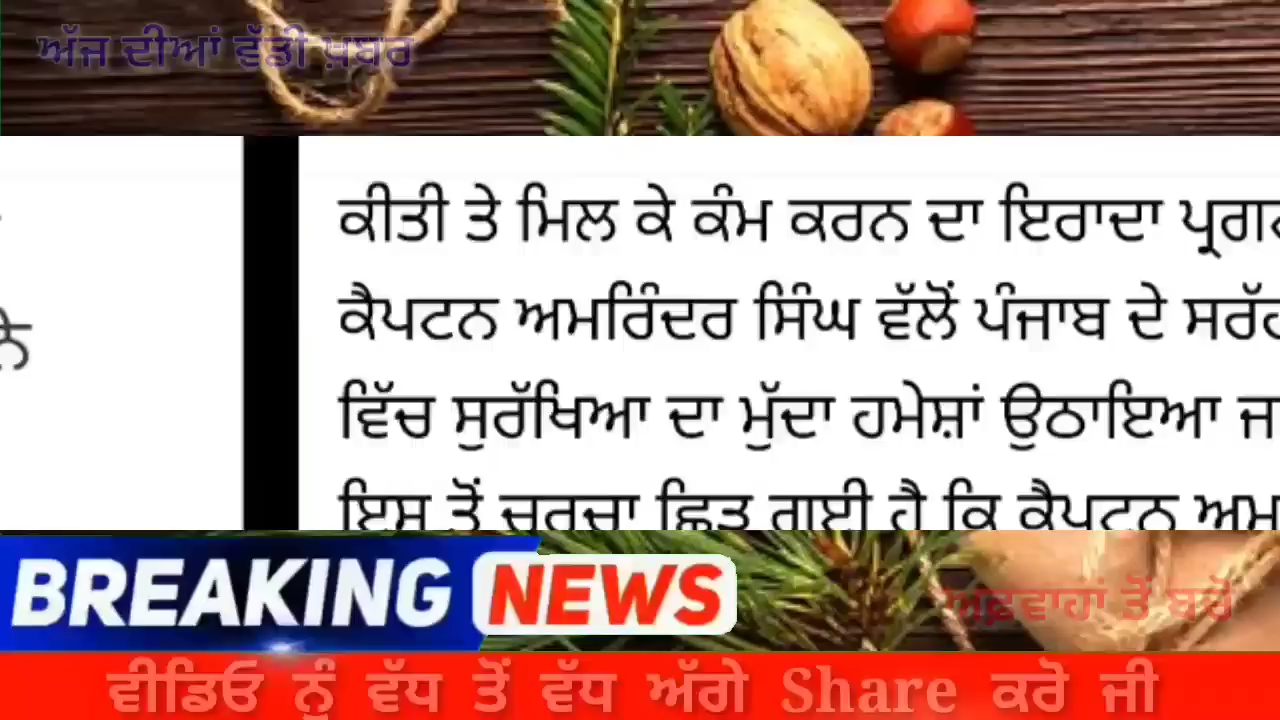 ਅੱਜ ਦੀਆਂ ਵੱਡੀ ਖ਼ਬਰ
ਕੀਤੀ ਤੇ ਮਿਲ ਕੇ ਕੰਮ ਕਰਨ ਦਾ ਇਰਾਦਾ
ਨੇ
ਕੈਪਟਨ ਅਮਰਿੰਦਰ ਸਿੰਘ ਵੱਲੋਂ ਪੰਜਾਬ ਦੇ
ਵਿੱਚ ਸੁਰੱਖਿਆ ਦਾ ਮੁੱਦਾ ਹਮੇਸ਼ਾਂ ਉਠਾਇਆ
ਇਸ ਤੋਂ ਚਰਚਾ ਛਿੜ ਗਈ ਹੈ ਕਿ ਕੈਪਟਨ
BREAKING NEWS
ਅਫ਼ਵਾਹਾਂ ਤੋਂ ਬਚੋ
ਵੀਡਿਓ ਨੂੰ ਵੱਧ ਤੋਂ ਵੱਧ ਅੱਗੇ Share ਕਰੋ ਜੀ